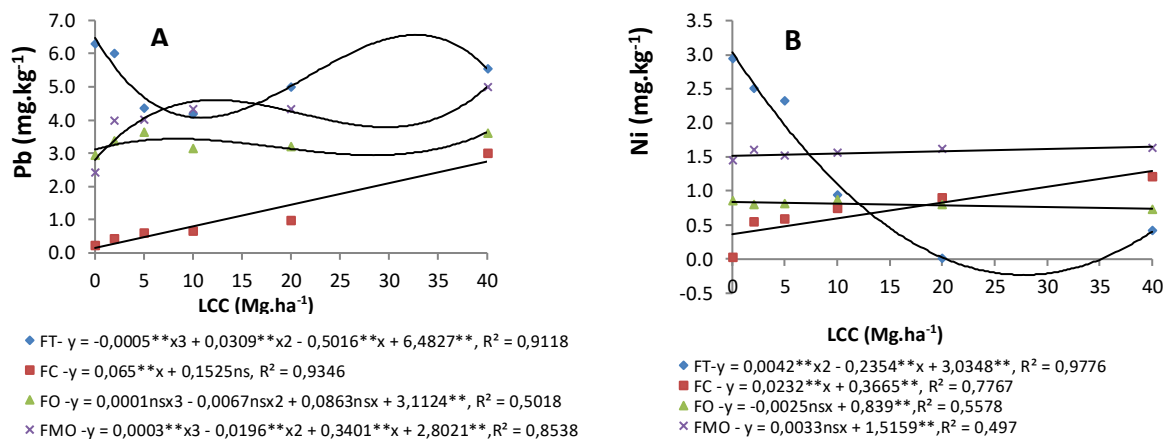 A
Pb (mg.kg⁻¹)
7.0
6.0
5.0
4.0
3.0
2.0
1.0
0.0
0 5 10 15 20 25 30 35 40
LCC (Mg.ha⁻¹)
FT- y = -0,0005**x3 + 0,0309**x2 - 0,5016**x + 6,4827**, R² = 0,9118
FC -y = 0,065**x + 0,1525ns, R² = 0,9346
FO -y = 0,0001nsx3 - 0,0067nsx2 + 0,0863nsx + 3,1124**, R² = 0,5018
FMO -y = 0,0003**x3 - 0,0196**x2 + 0,3401**x + 2,8021**,R² = 0,8538
B
Ni (mg.kg⁻¹)
3.5
3.0
2.5
2.0
1.5
1.0
0.5
0.0
-0.5
0 5 10 15 20 25 30 35 40
LCC (Mg.ha⁻¹)
FT-y = 0,0042**x2 - 0,2354**x + 3,0348**, R² = 0,9776
FC - y = 0,0232**x + 0,3665**, R² = 0,7767
FO -y = -0,0025nsx + 0,839**, R² = 0,5578
FMO - y = 0,0033nsx + 1,5159**, R² = 0,497